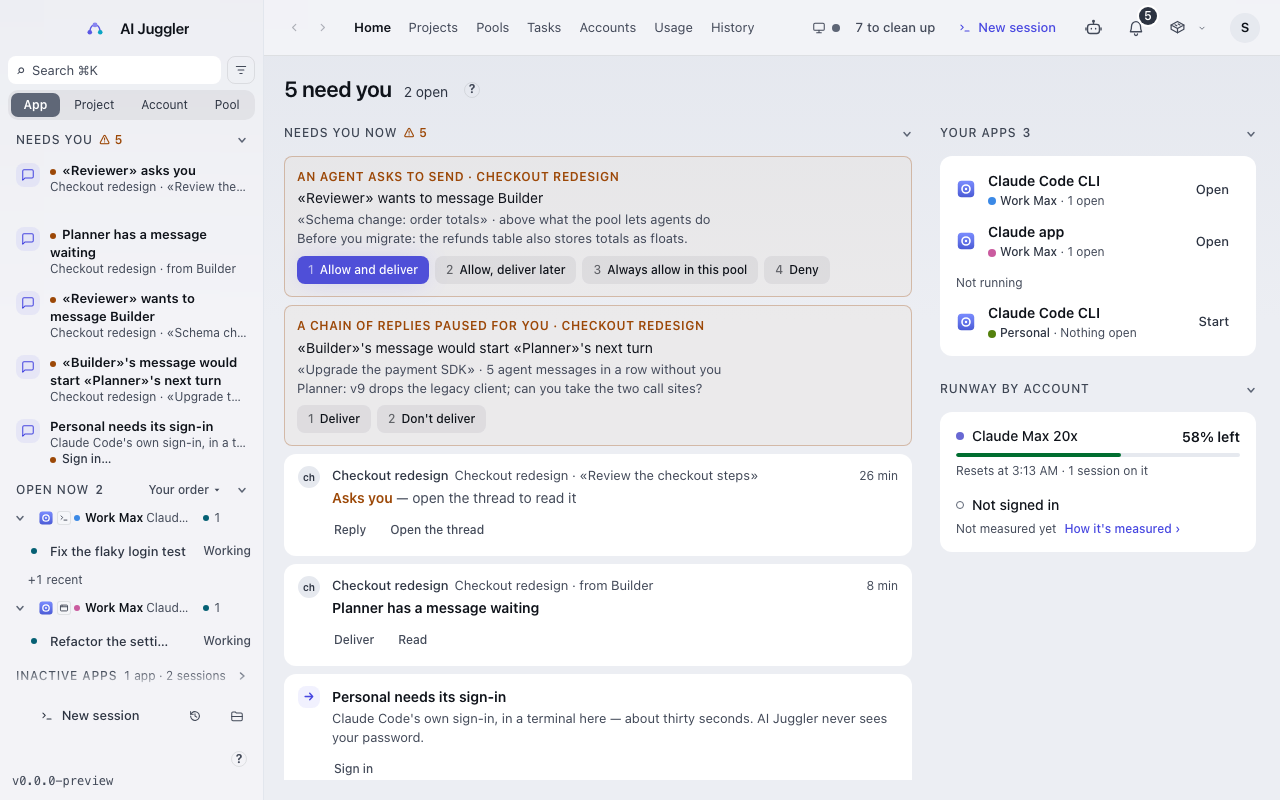 AI Juggler
Search ⌘K
App Project Account Pool
NEEDS YOU 5
«Reviewer» asks you
Checkout redesign · «Review the…
Planner has a message
waiting
Checkout redesign · from Builder
«Reviewer» wants to
message Builder
Checkout redesign · «Schema ch…
«Builder»'s message would
start «Planner»'s next turn
Checkout redesign · «Upgrade t…
Personal needs its sign-in
Claude Code's own sign-in, in a t…
Sign in…
OPEN NOW 2 Your order
Work Max Claud… 1
Fix the flaky login test Working
+1 recent
Work Max Claud… 1
Refactor the setti… Working
INACTIVE APPS 1 app · 2 sessions
New session
?
v0.0.0-preview
Home Projects Pools Tasks Accounts Usage History
7 to clean up New session 5 S
5 need you 2 open ?
NEEDS YOU NOW 5
AN AGENT ASKS TO SEND · CHECKOUT REDESIGN
«Reviewer» wants to message Builder
«Schema change: order totals» · above what the pool lets agents do
Before you migrate: the refunds table also stores totals as floats.
1 Allow and deliver 2 Allow, deliver later 3 Always allow in this pool 4 Deny
A CHAIN OF REPLIES PAUSED FOR YOU · CHECKOUT REDESIGN
«Builder»'s message would start «Planner»'s next turn
«Upgrade the payment SDK» · 5 agent messages in a row without you
Planner: v9 drops the legacy client; can you take the two call sites?
1 Deliver 2 Don't deliver
ch Checkout redesign Checkout redesign · «Review the checkout steps» 26 min
Asks you — open the thread to read it
Reply Open the thread
ch Checkout redesign Checkout redesign · from Builder 8 min
Planner has a message waiting
Deliver Read
Personal needs its sign-in
Claude Code's own sign-in, in a terminal here — about thirty seconds. AI Juggler never sees
your password.
Sign in
YOUR APPS 3
Claude Code CLI Open
Work Max · 1 open
Claude app Open
Work Max · 1 open
Not running
Claude Code CLI Start
Personal · Nothing open
RUNWAY BY ACCOUNT
Claude Max 20x 58% left
Resets at 3:13 AM · 1 session on it
Not signed in
Not measured yet How it's measured ›